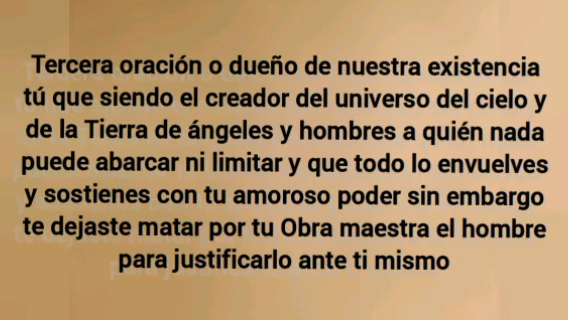 Tercera oración o dueño de nuestra existencia
tú que siendo el creador del universo del cielo y
de la Tierra de ángeles y hombres a quién nada
puede abarcar ni limitar y que todo lo envuelves
y sostienes con tu amoroso poder sin embargo
te dejaste matar por tu Obra maestra el hombre
para justificarlo ante ti mismo